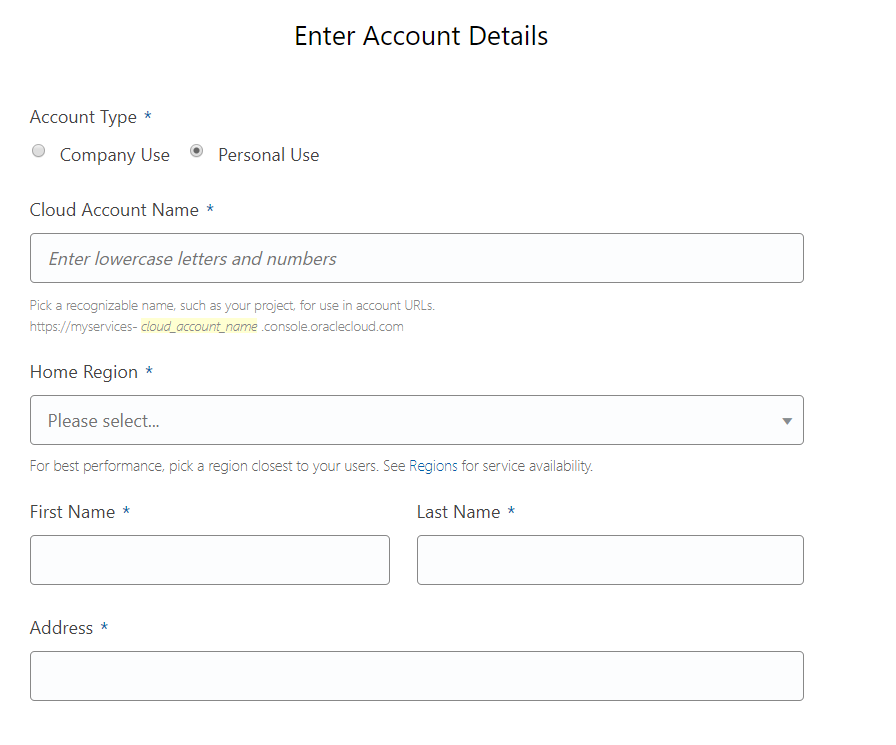 Enter Account Details
Account Type *
Company Use Personal Use
Cloud Account Name *
Enter lowercase letters and numbers
Pick a recognizable name, such as your project, for use in account URLs.
https://myservices- cloud_account_name .console.oraclecloud.com
Home Region *
Please select...
For best performance, pick a region closest to your users. See Regions for service availability.
First Name * Last Name *
Address *